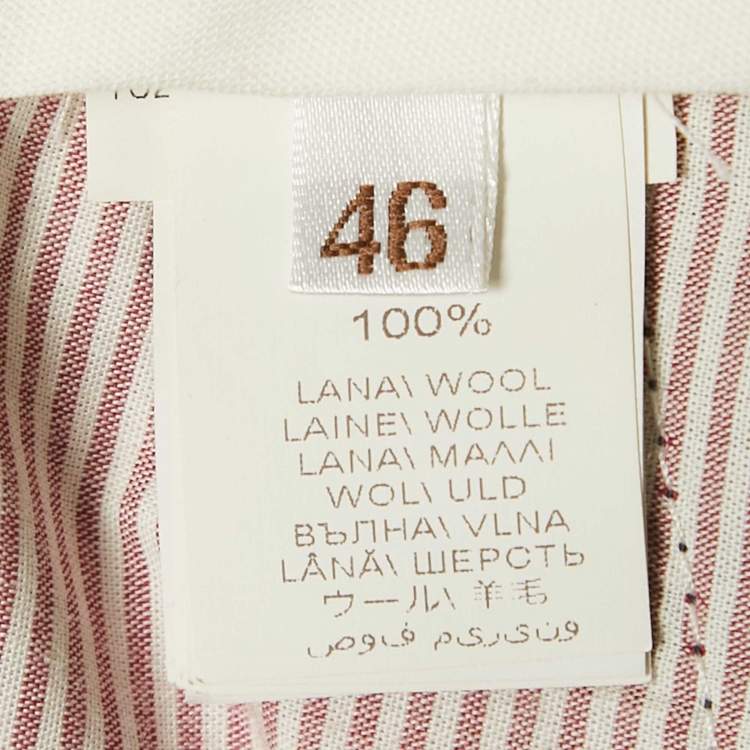 46
100%
LANA\ WOOL
LAINE\ WOLLE
LANA\ ΜΑΛΛΙ
WOL\ ULD
ВЪЛНА\ VLNA
LÂNĂ\ ШЕРСТЬ
ウール\ 羊毛